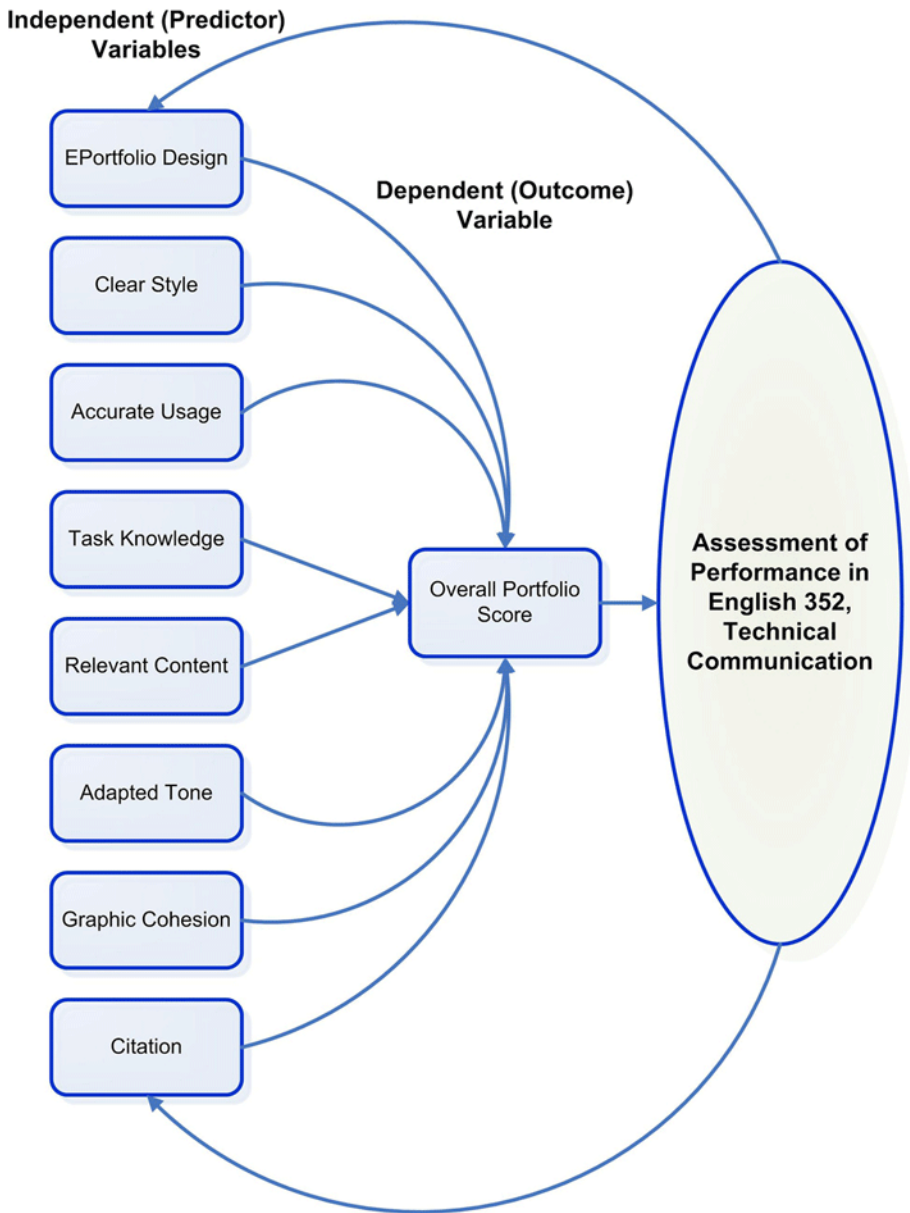 Independent (Predictor)
Variables
EPortfolio Design
Dependent (Outcome)
Variable
Clear Style
Accurate Usage
Task Knowledge
Overall Portfolio
Score
Assessment of
Performance in
English 352,
Technical
Communication
Relevant Content
Adapted Tone
Graphic Cohesion
Citation